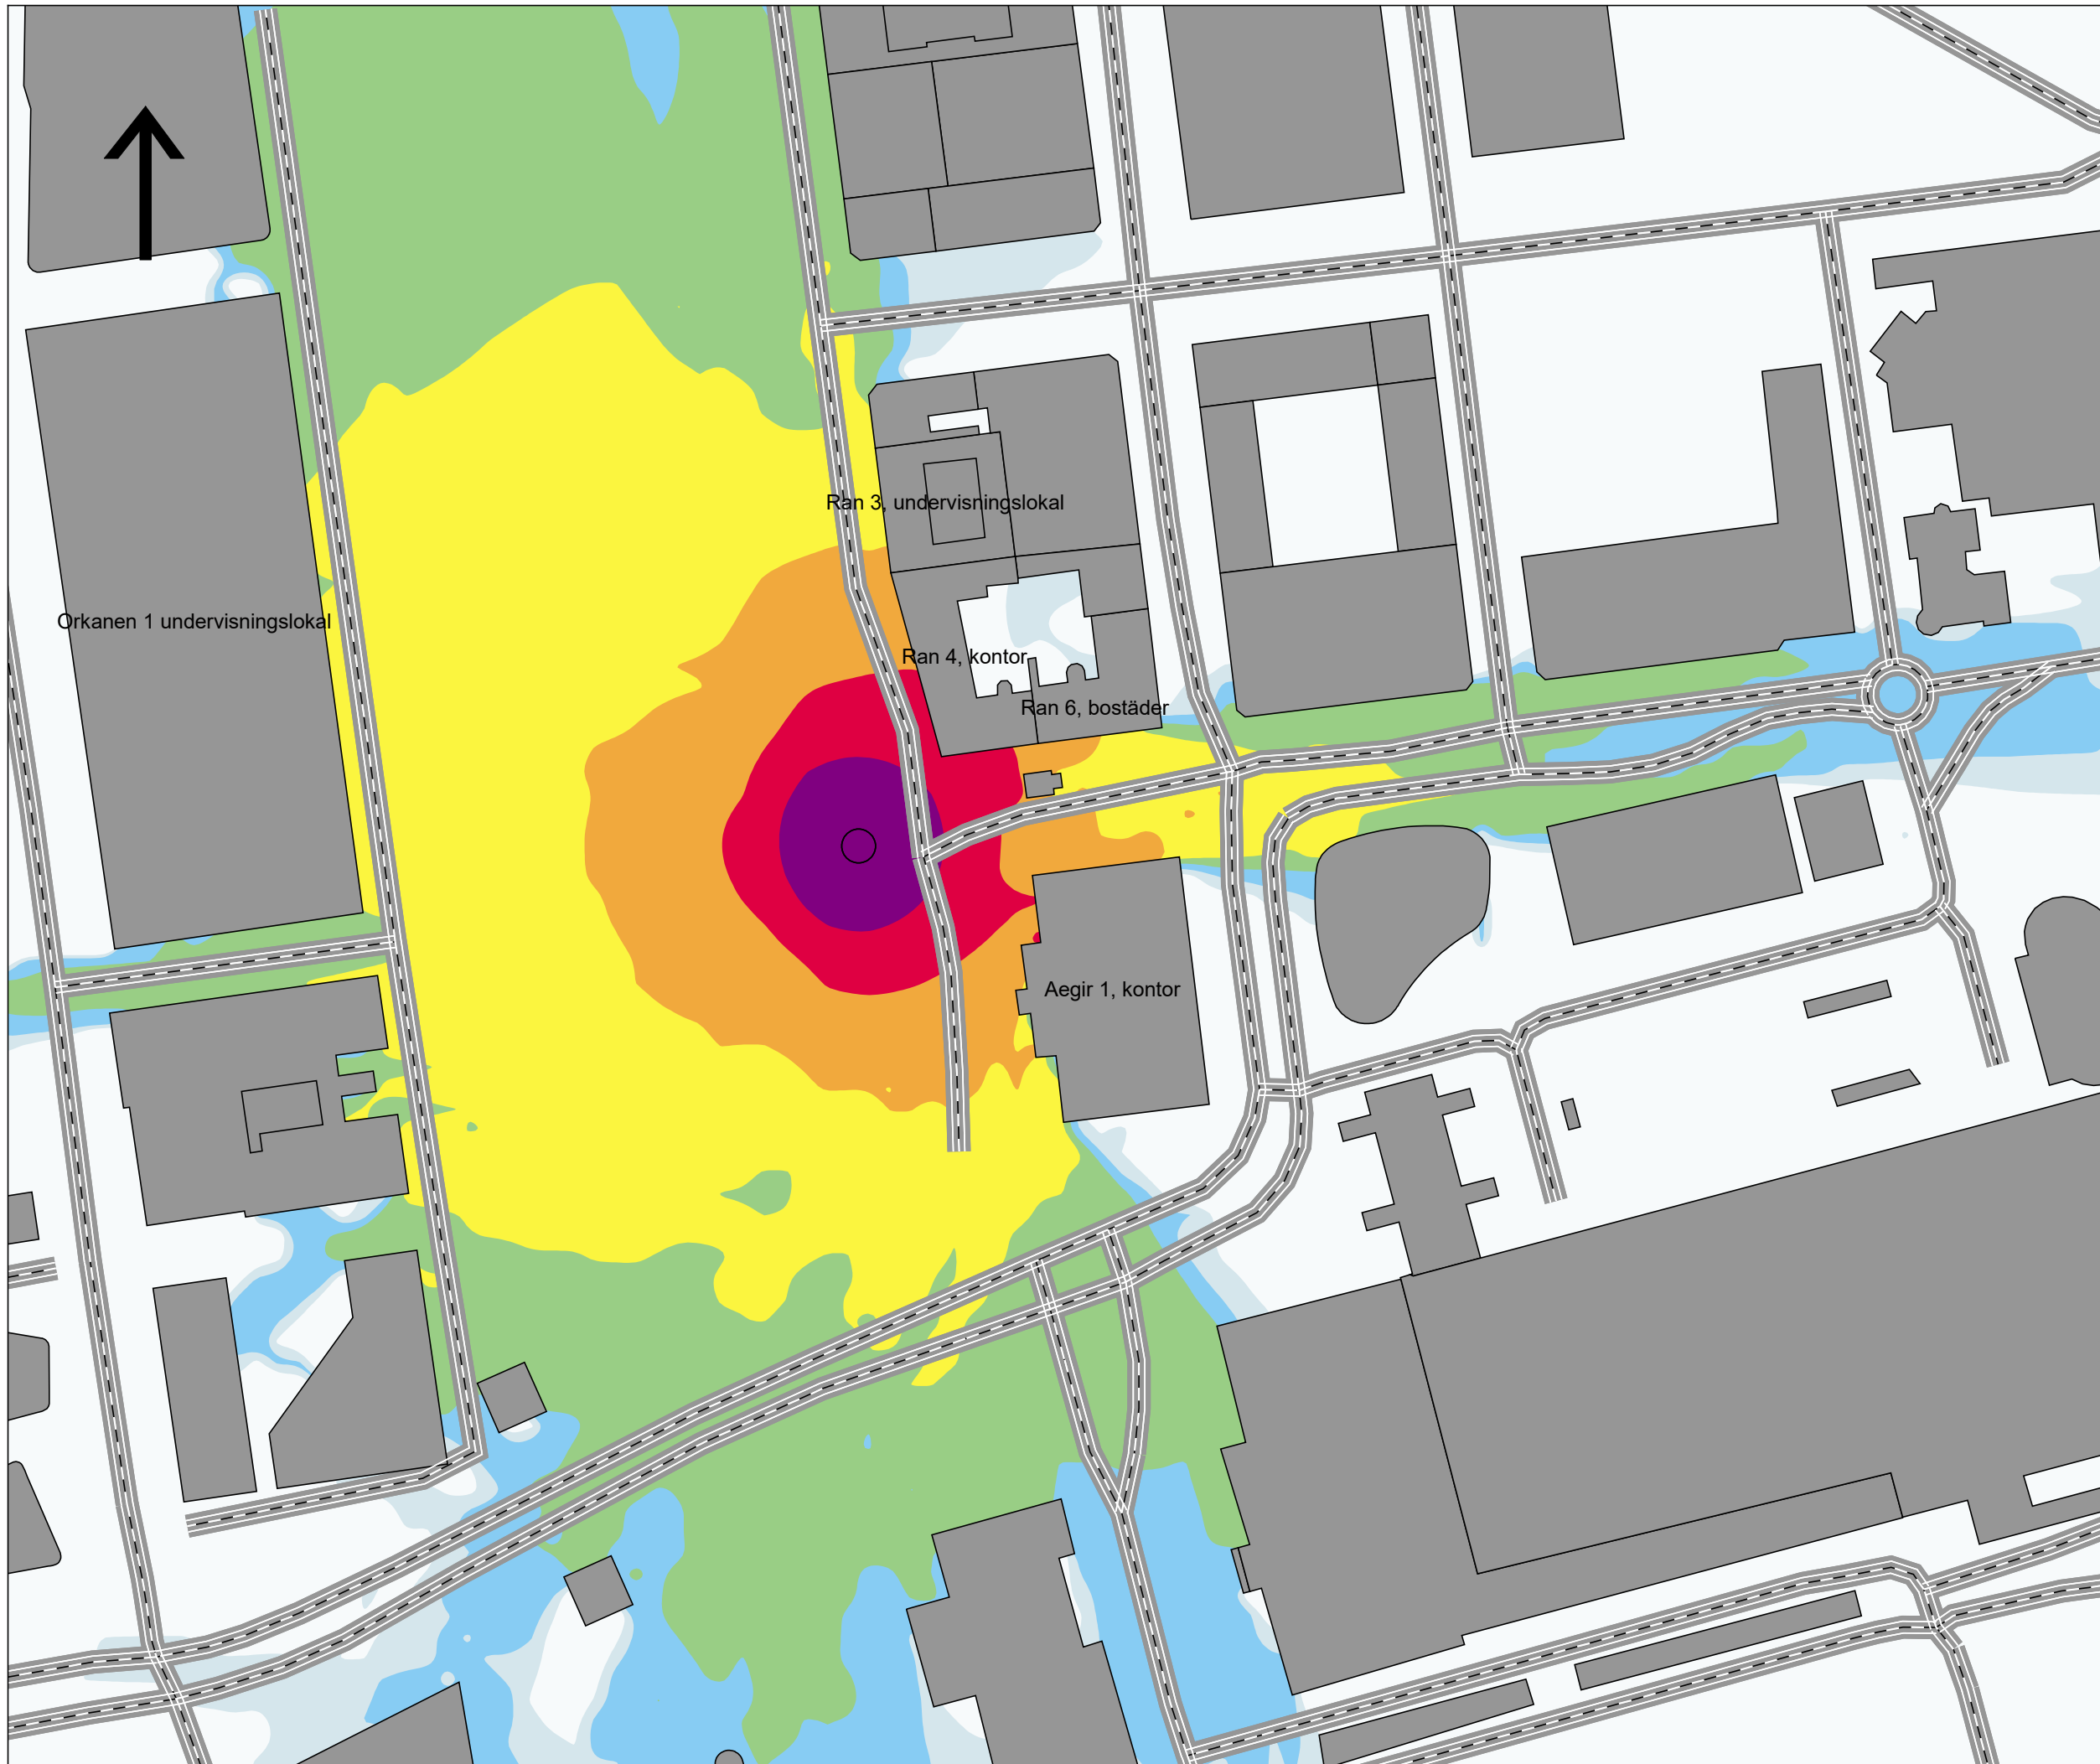 Ran 3, undervisningslokal
Orkanen 1 undervisningslokal
Ran 4, kontor
Ran 6, bostäder
Aegir 1, kontor